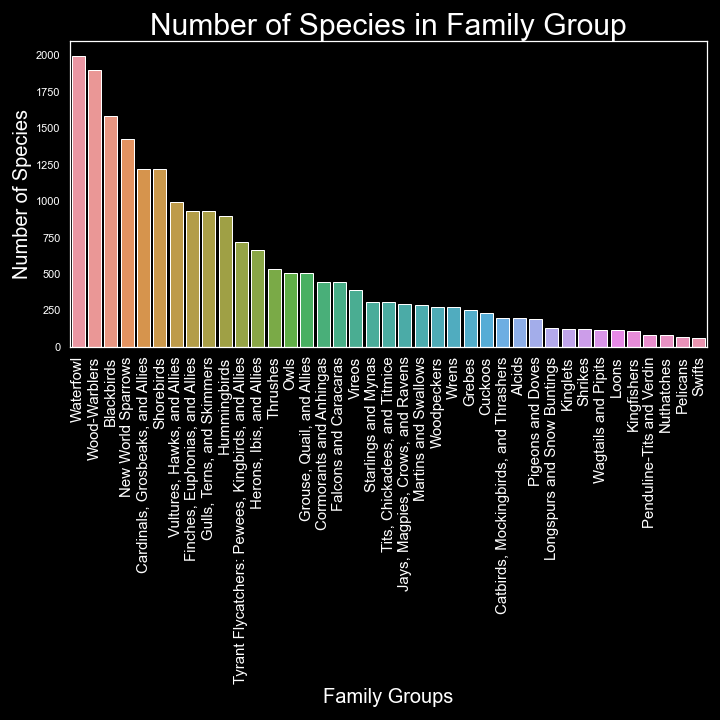 Number of Species in Family Group
Number of Species
2000
1750
1500
1250
1000
750
500
250
0
Waterfowl
Wood-Warblers
Blackbirds
New World Sparrows
Cardinals, Grosbeaks, and Allies
Shorebirds
Vultures, Hawks, and Allies
Finches, Euphonias, and Allies
Gulls, Terns, and Skimmers
Hummingbirds
Tyrant Flycatchers: Pewees, Kingbirds, and Allies
Herons, Ibis, and Allies
Thrushes
Owls
Grouse, Quail, and Allies
Cormorants and Anhingas
Falcons and Caracaras
Vireos
Starlings and Mynas
Tits, Chickadees, and Titmice
Jays, Magpies, Crows, and Ravens
Martins and Swallows
Woodpeckers
Wrens
Grebes
Cuckoos
Catbirds, Mockingbirds, and Thrashers
Alcids
Pigeons and Doves
Longspurs and Snow Buntings
Kinglets
Shrikes
Wagtails and Pipits
Loons
Kingfishers
Penduline-Tits and Verdin
Nuthatches
Pelicans
Swifts
Family Groups